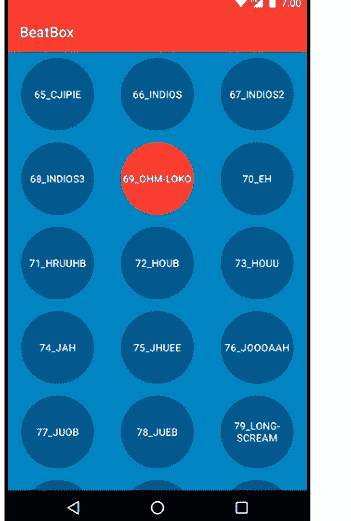 7:00
BeatBox
65_CJIPIE
66_INDIOS
67_INDIOS2
68_INDIOS3
69_OHM-LOKO
70_EH
71_HRUUHB
72_HOUB
73_HOUU
74_JAH
75_JHUEE
76_JOOOAAH
77_JUOB
78_JUEB
79_LONG-
SCREAM